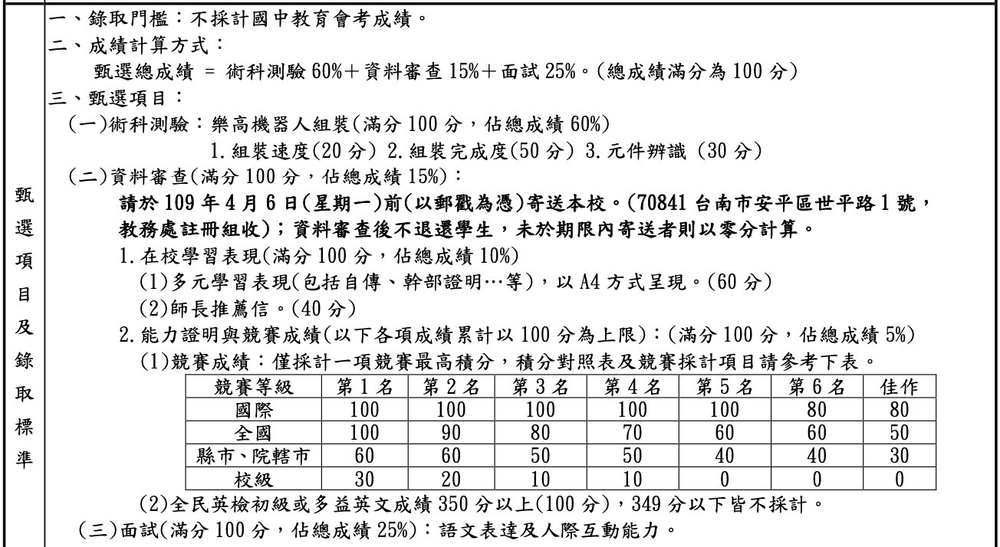 甄選項目及錄取標準
一、錄取門檻：不採計國中教育會考成績。
二、成績計算方式：
甄選總成績 = 術科測驗 60%＋資料審查 15%＋面試 25%。(總成績滿分為 100 分)
三、甄選項目：
(一)術科測驗：樂高機器人組裝(滿分 100 分，佔總成績 60%)
1.組裝速度(20 分) 2.組裝完成度(50 分) 3.元件辨識 (30 分)
(二)資料審查(滿分 100 分，佔總成績 15%)：
請於 109 年 4 月 6 日(星期一)前(以郵戳為憑)寄送本校。(70841 台南市安平區世平路 1 號，
教務處註冊組收)；資料審查後不退還學生，未於期限內寄送者則以零分計算。
1.在校學習表現(滿分 100 分，佔總成績 10%)
(1)多元學習表現(包括自傳、幹部證明…等)，以 A4 方式呈現。(60 分)
(2)師長推薦信。(40 分)
2.能力證明與競賽成績(以下各項成績累計以 100 分為上限)：(滿分 100 分，佔總成績 5%)
(1)競賽成績：僅採計一項競賽最高積分，積分對照表及競賽採計項目請參考下表。
競賽等級 第 1 名 第 2 名 第 3 名 第 4 名 第 5 名 第 6 名 佳作
國際 100 100 100 100 100 80 80
全國 100 90 80 70 60 60 50
縣市、院轄市 60 60 50 50 40 40 30
校級 30 20 10 10 0 0 0
(2)全民英檢初級或多益英文成績 350 分以上(100 分)，349 分以下皆不採計。
(三)面試(滿分 100 分，佔總成績 25%)：語文表達及人際互動能力。